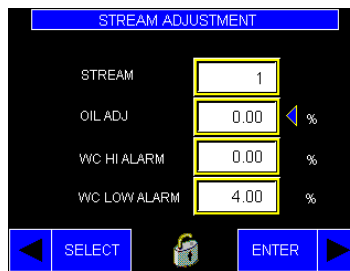 STREAM ADJUSTMENT
STREAM 1
OIL ADJ 0.00 %
WC HI ALARM 0.00 %
WC LOW ALARM 4.00 %
SELECT ENTER